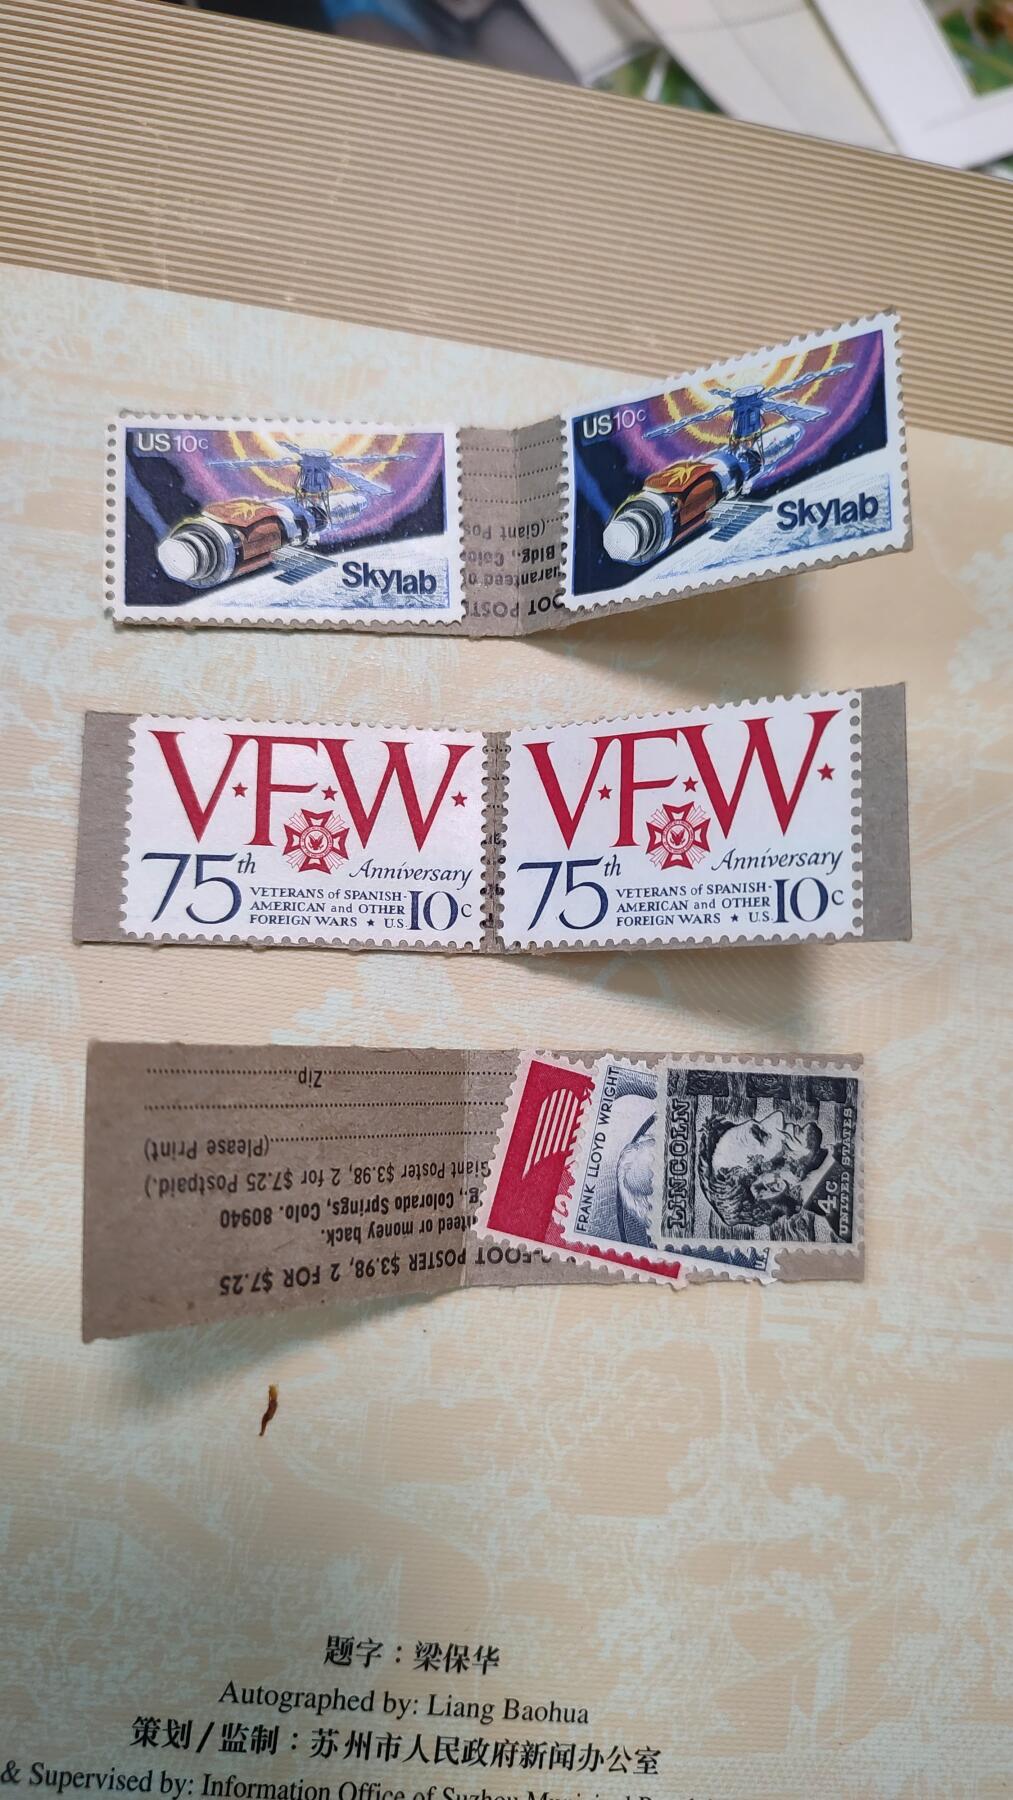 US 10c
Skylab
(Giant Pos
Bldg., Colo
uaranteed o
OOT POSTE
US 10c
Skylab
V·F·W·
75th Anniversary
VETERANS of SPANISH-
AMERICAN and OTHER
FOREIGN WARS ★ U.S. 10c
V·F·W·
75th Anniversary
VETERANS of SPANISH-
AMERICAN and OTHER
FOREIGN WARS ★ U.S. 10c
-FOOT POSTER $3.98, 2 FOR $7.25
teed or money back.
g., Colorado Springs, Colo. 80940
Giant Poster $3.98, 2 for $7.25 Postpaid.)
(Please Print)
Zip
FRANK LLOYD WRIGHT
U.S.
LINCOLN
4c
UNITED STATES
题字：梁保华
Autographed by: Liang Baohua
策划/监制：苏州市人民政府新闻办公室
& Supervised by: Information Office of Suzhou Municipal